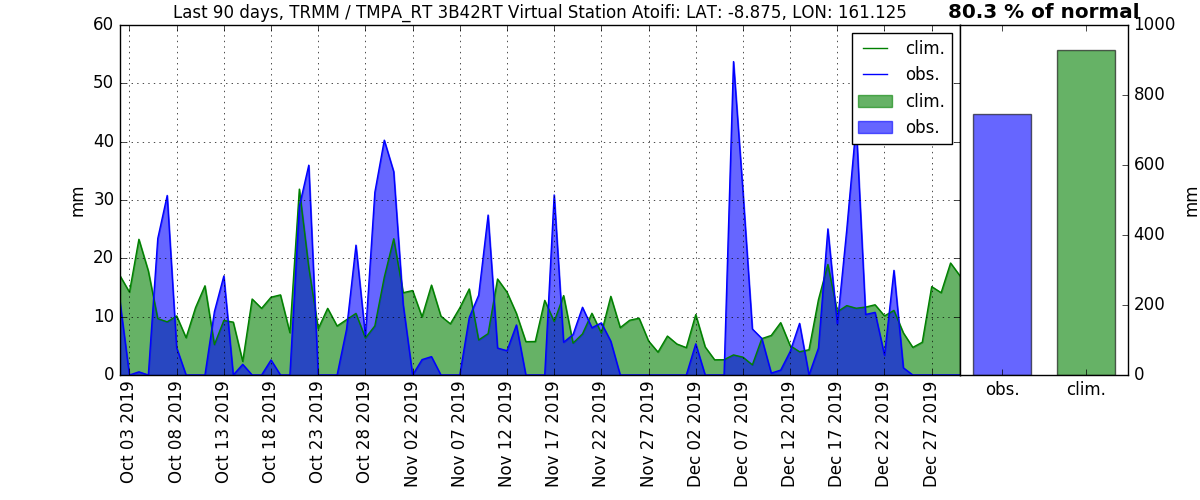 Last 90 days, TRMM / TMPA_RT 3B42RT Virtual Station Atoifi: LAT: -8.875, LON: 161.125
80.3 % of normal
mm
60
50
40
30
20
10
0
clim.
obs.
clim.
obs.
1000
800
600
400
200
0
mm
Oct 03 2019
Oct 08 2019
Oct 13 2019
Oct 18 2019
Oct 23 2019
Oct 28 2019
Nov 02 2019
Nov 07 2019
Nov 12 2019
Nov 17 2019
Nov 22 2019
Nov 27 2019
Dec 02 2019
Dec 07 2019
Dec 12 2019
Dec 17 2019
Dec 22 2019
Dec 27 2019
obs.
clim.